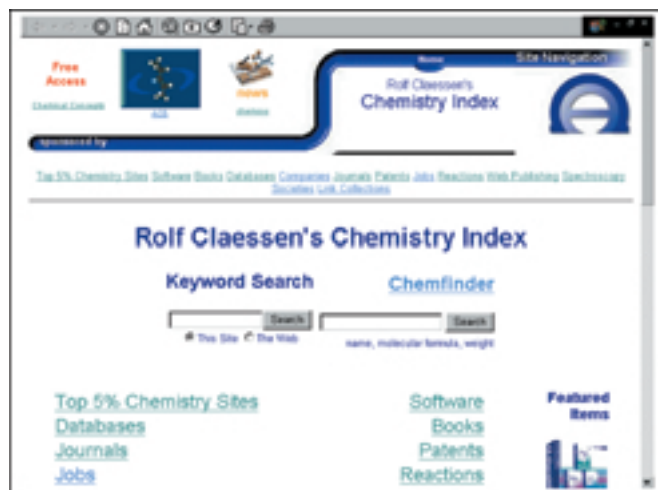 Free
Access
Chemical Concepts
news
Home
Site Navigation
Rolf Claessen's
Chemistry Index
sponsored by
Top 5% Chemistry Sites Software Books Databases Companies Journals Patents Jobs Reactions Web Publishing Spectroscopy
Societies Link Collections
Rolf Claessen's Chemistry Index
Keyword Search
Chemfinder
Search
Search
This Site The Web
name, molecular formula, weight
Top 5% Chemistry Sites
Software
Featured
Items
Databases
Books
Journals
Patents
Jobs
Reactions